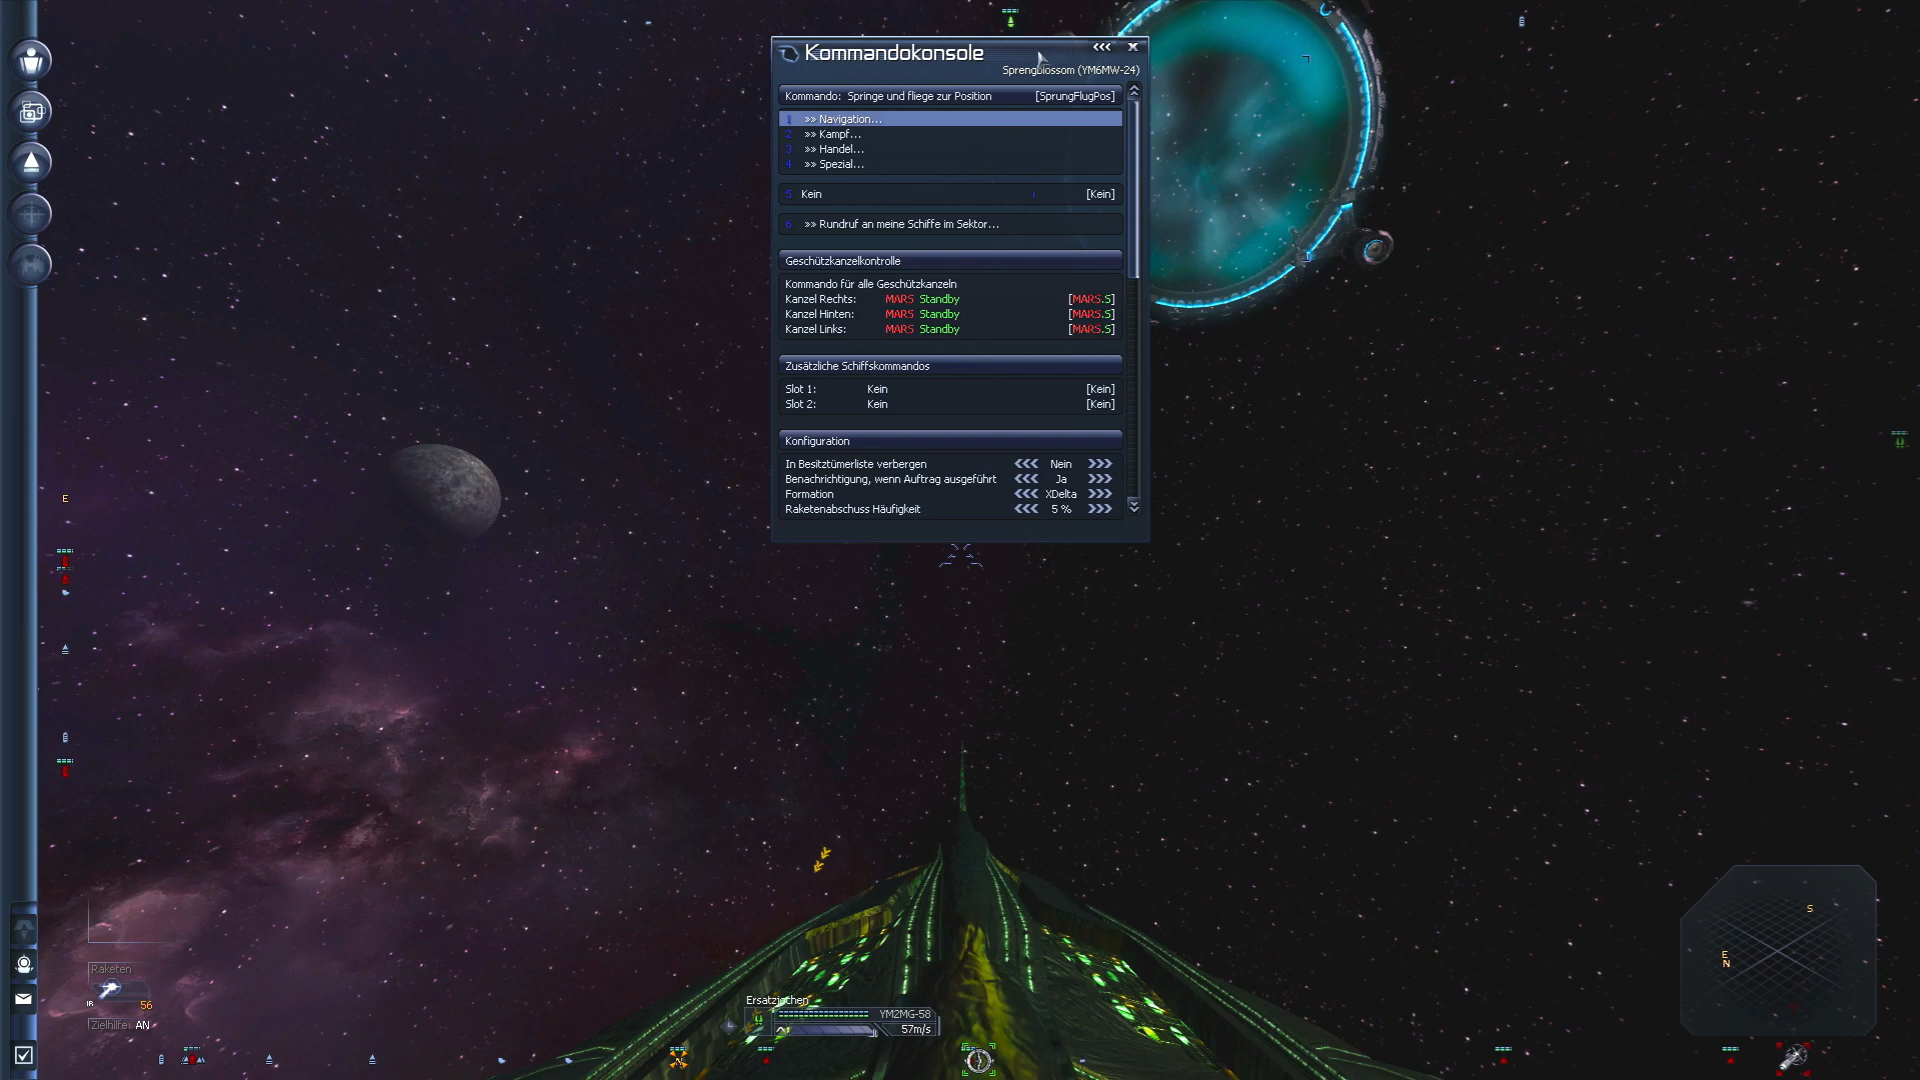 Kommandokonsole
Sprengblossom (YM6MW-24)
Kommando: Springe und fliege zur Position [SprungFlugPos]
1 >> Navigation...
2 >> Kampf...
3 >> Handel...
4 >> Spezial...
5 Kein [Kein]
6 >> Rundruf an meine Schiffe im Sektor...
Geschützkanzelkontrolle
Kommando für alle Geschützkanzeln
Kanzel Rechts: MARS Standby [MARS.S]
Kanzel Hinten: MARS Standby [MARS.S]
Kanzel Links: MARS Standby [MARS.S]
Zusätzliche Schiffskommandos
Slot 1: Kein [Kein]
Slot 2: Kein [Kein]
Konfiguration
In Besitztümerliste verbergen <<< Nein >>>
Benachrichtigung, wenn Auftrag ausgeführt <<< Ja >>>
Formation <<< XDelta >>>
Raketenabschuss Häufigkeit <<< 5 % >>>
E
S
E
N
Raketen
IR 56
Zielhilfe: AN
Ersatzjochen
YM2MG-58
57m/s